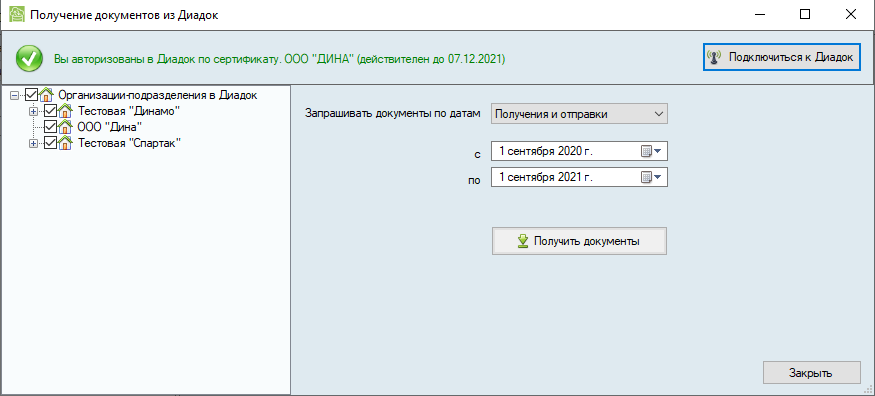 Получение документов из Диадок
Вы авторизованы в Диадок по сертификату. ООО "ДИНА" (действителен до 07.12.2021)
Подключиться к Диадок
Организации-подразделения в Диадок
Тестовая "Динамо"
ООО "Дина"
Тестовая "Спартак"
Запрашивать документы по датам
Получения и отправки
с
1 сентября 2020 г.
по
1 сентября 2021 г.
Получить документы
Закрыть